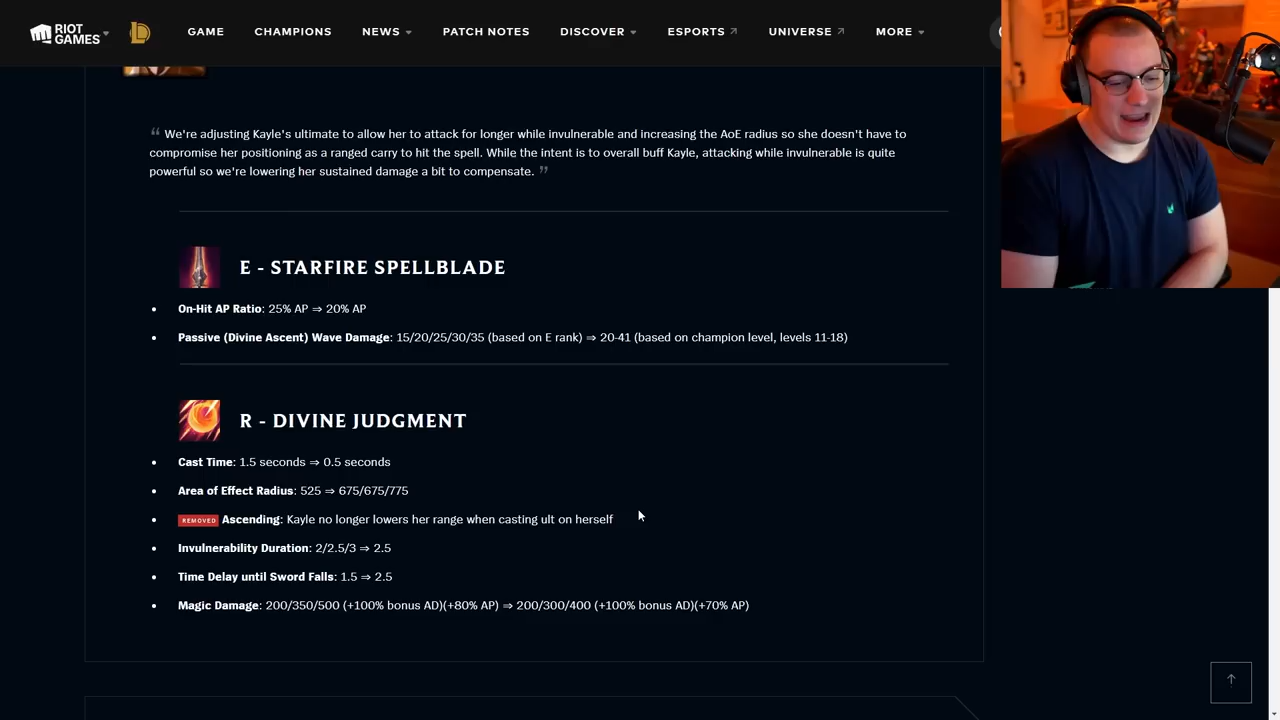 RIOT GAMES
GAME CHAMPIONS NEWS PATCH NOTES DISCOVER ESPORTS UNIVERSE MORE
“ We're adjusting Kayle's ultimate to allow her to attack for longer while invulnerable and increasing the AoE radius so she doesn't have to
compromise her positioning as a ranged carry to hit the spell. While the intent is to overall buff Kayle, attacking while invulnerable is quite
powerful so we're lowering her sustained damage a bit to compensate. ”
E - STARFIRE SPELLBLADE
• On-Hit AP Ratio: 25% AP ⇒ 20% AP
• Passive (Divine Ascent) Wave Damage: 15/20/25/30/35 (based on E rank) ⇒ 20-41 (based on champion level, levels 11-18)
R - DIVINE JUDGMENT
• Cast Time: 1.5 seconds ⇒ 0.5 seconds
• Area of Effect Radius: 525 ⇒ 675/675/775
• REMOVED Ascending: Kayle no longer lowers her range when casting ult on herself
• Invulnerability Duration: 2/2.5/3 ⇒ 2.5
• Time Delay until Sword Falls: 1.5 ⇒ 2.5
• Magic Damage: 200/350/500 (+100% bonus AD)(+80% AP) ⇒ 200/300/400 (+100% bonus AD)(+70% AP)